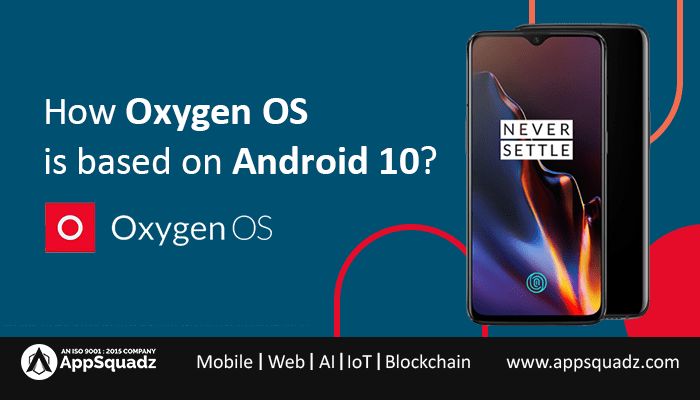 How Oxygen OS
is based on Android 10?
Oxygen OS
NEVER
SETTLE
AN ISO 9001 : 2015 COMPANY
AppSquadz
Mobile | Web | AI | IoT | Blockchain
www.appsquadz.com